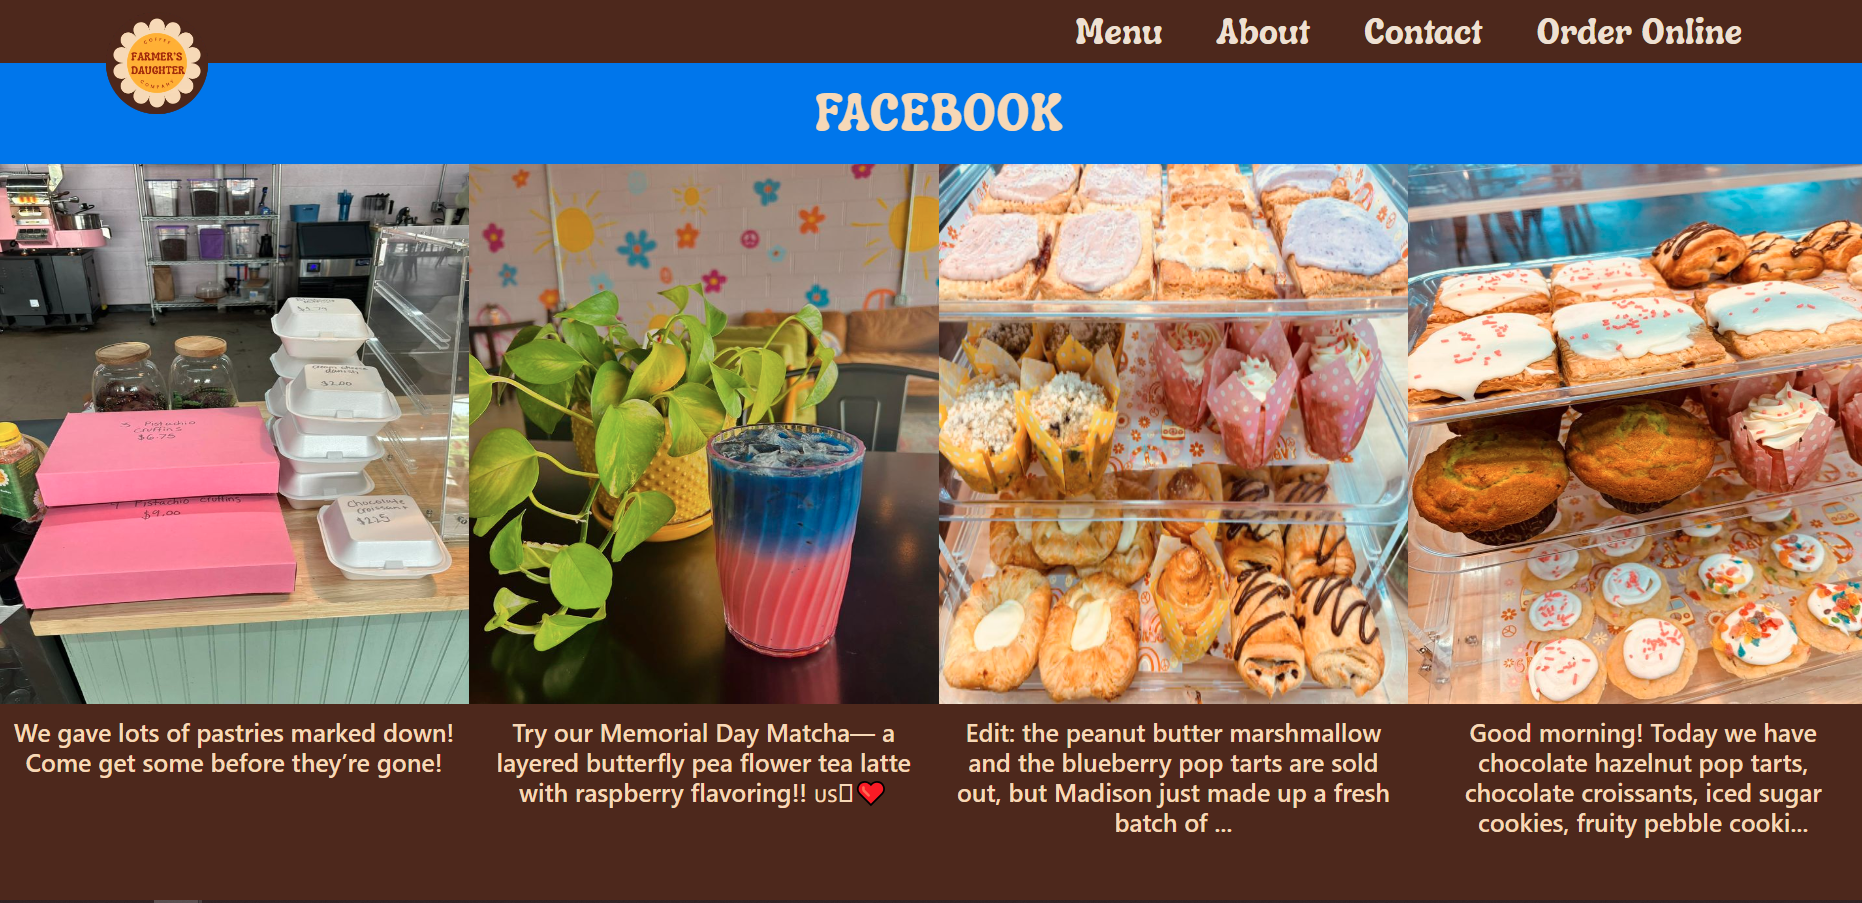 Menu About Contact Order Online
COFFEE
FARMER'S
DAUGHTER
COMPANY
FACEBOOK
3 Pistachio
Cruffins
$6.75
Pistachio cruffins
$9.00
$2.00
Chocolate
Croissant
$2.25
We gave lots of pastries marked down!
Come get some before they’re gone!
Try our Memorial Day Matcha— a
layered butterfly pea flower tea latte
with raspberry flavoring!! US❤️
Edit: the peanut butter marshmallow
and the blueberry pop tarts are sold
out, but Madison just made up a fresh
batch of ...
Good morning! Today we have
chocolate hazelnut pop tarts,
chocolate croissants, iced sugar
cookies, fruity pebble cooki...